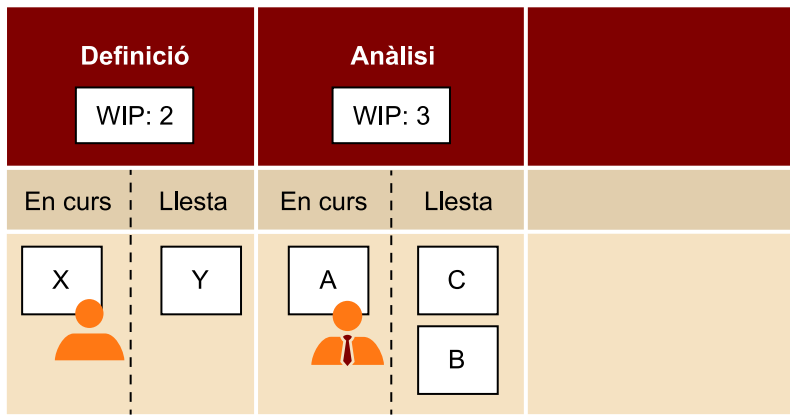 Definició
WIP: 2
Anàlisi
WIP: 3
En curs
Llesta
En curs
Llesta
X
Y
A
C
B